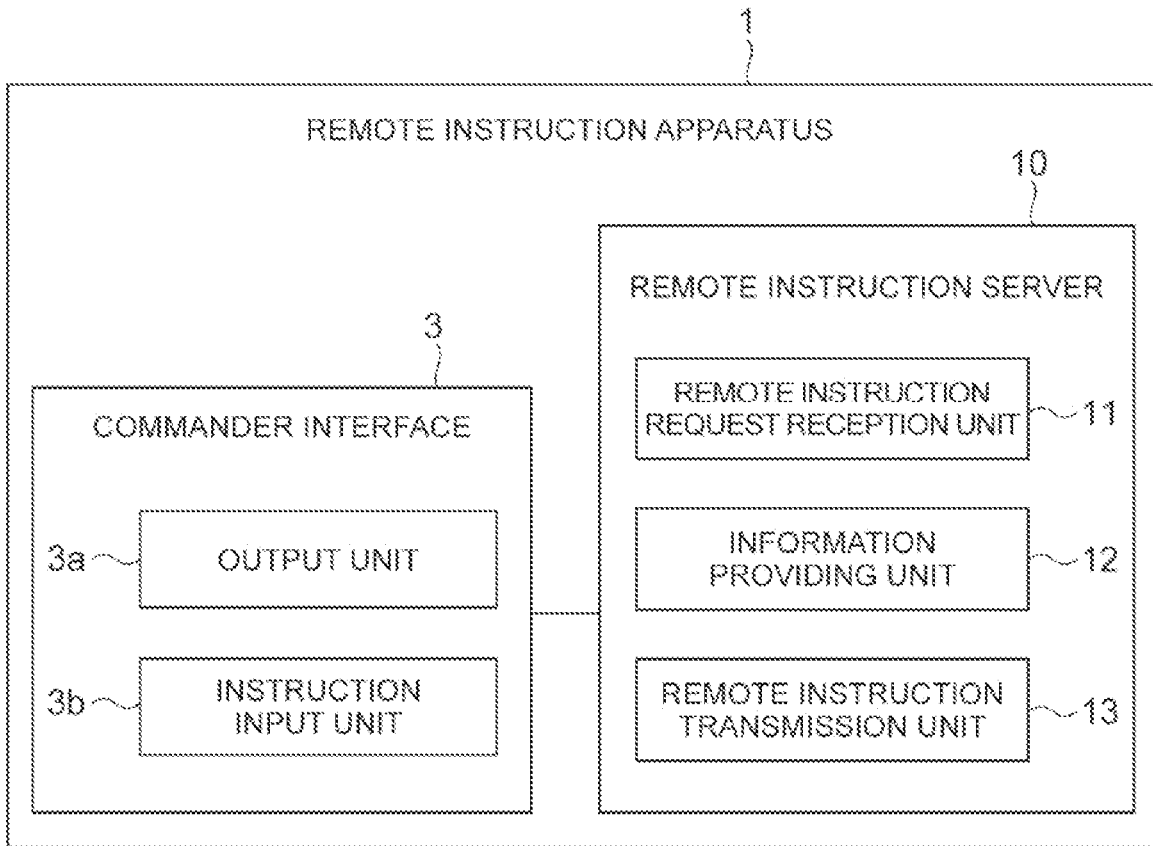 1
REMOTE INSTRUCTION APPARATUS
10
REMOTE INSTRUCTION SERVER
3
COMMANDER INTERFACE
REMOTE INSTRUCTION
REQUEST RECEPTION UNIT
11
3a
OUTPUT UNIT
INFORMATION
PROVIDING UNIT
12
3b
INSTRUCTION
INPUT UNIT
REMOTE INSTRUCTION
TRANSMISSION UNIT
13